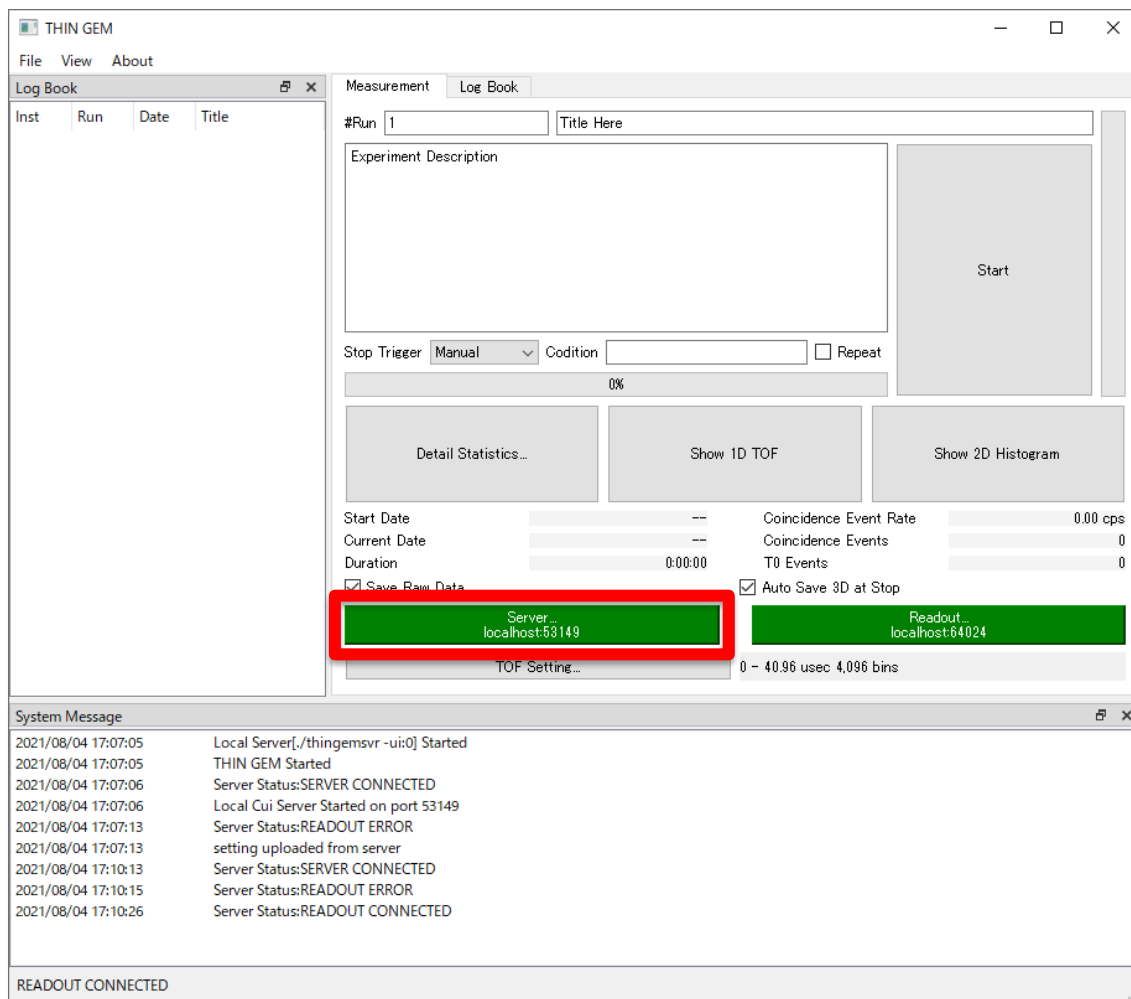 THIN GEM
File View About
Log Book
Inst Run Date Title
Measurement Log Book
#Run 1 Title Here
Experiment Description
Start
Stop Trigger Manual Codition Repeat
0%
Detail Statistics... Show 1D TOF Show 2D Histogram
Start Date -- Coincidence Event Rate 0.00 cps
Current Date -- Coincidence Events 0
Duration 0:00:00 T0 Events 0
Save Raw Data Auto Save 3D at Stop
Server... Readout...
localhost:53149 localhost:64024
TOF Setting... 0 - 40.96 usec 4,096 bins
System Message
2021/08/04 17:07:05 Local Server[./thingemsvr -ui:0] Started
2021/08/04 17:07:05 THIN GEM Started
2021/08/04 17:07:06 Server Status:SERVER CONNECTED
2021/08/04 17:07:06 Local Cui Server Started on port 53149
2021/08/04 17:07:13 Server Status:READOUT ERROR
2021/08/04 17:07:13 setting uploaded from server
2021/08/04 17:10:13 Server Status:SERVER CONNECTED
2021/08/04 17:10:15 Server Status:READOUT ERROR
2021/08/04 17:10:26 Server Status:READOUT CONNECTED
READOUT CONNECTED